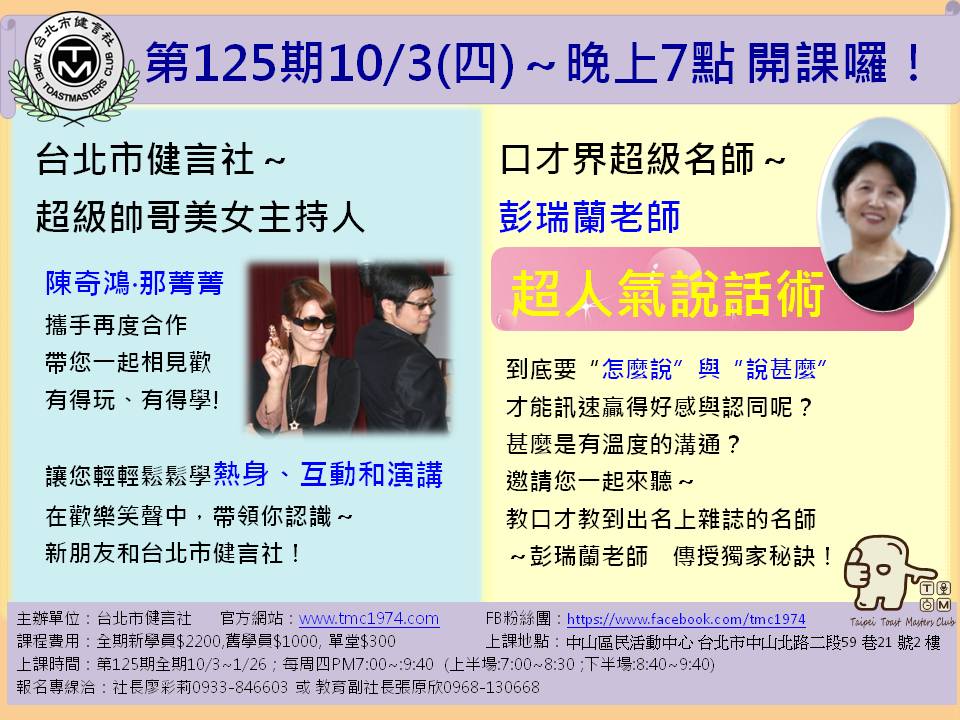 台北市健言社
TM
TAIPEI TOASTMASTERS CLUB
第125期10/3(四)～晚上7點 開課囉！
台北市健言社～
超級帥哥美女主持人
陳奇鴻‧那菁菁
攜手再度合作
帶您一起相見歡
有得玩、有得學!
讓您輕輕鬆鬆學熱身、互動和演講
在歡樂笑聲中，帶領你認識～
新朋友和台北市健言社！
口才界超級名師～
彭瑞蘭老師
超人氣說話術
到底要“怎麼說”與“說甚麼”
才能訊速贏得好感與認同呢？
甚麼是有溫度的溝通？
邀請您一起來聽～
教口才教到出名上雜誌的名師
～彭瑞蘭老師　傳授獨家秘訣！
Taipei Toast Masters Club
主辦單位：台北市健言社　官方網站：www.tmc1974.com　FB粉絲團：https://www.facebook.com/tmc1974
課程費用：全期新學員$2200,舊學員$1000, 單堂$300　上課地點：中山區民活動中心 台北市中山北路二段59 巷21 號2 樓
上課時間：第125期全期10/3~1/26；每周四PM7:00~:9:40 (上半場:7:00~8:30 ;下半場:8:40~9:40)
報名專線洽：社長廖彩莉0933-846603 或 教育副社長張原欣0968-130668